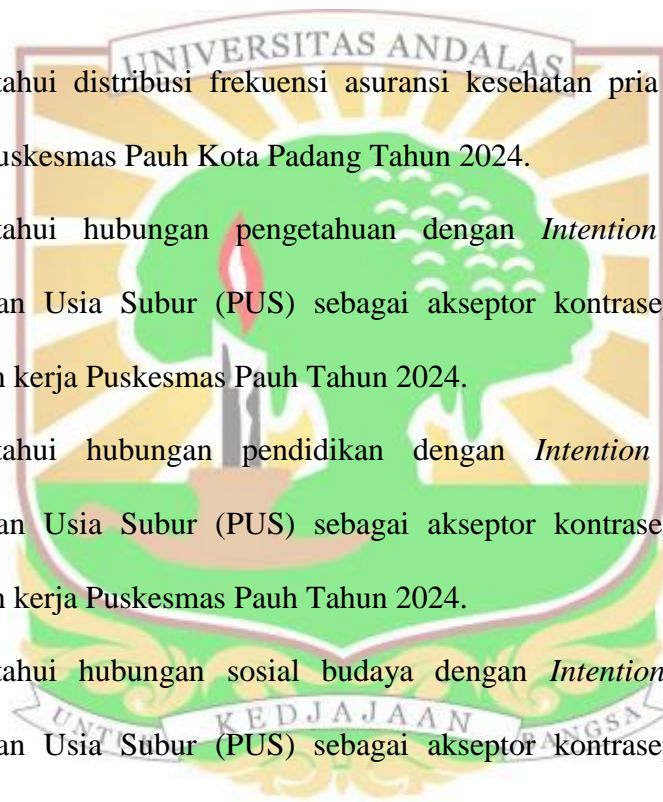 UNIVERSITAS ANDALAS
tahui distribusi frekuensi asuransi kesehatan pria
uskesmas Pauh Kota Padang Tahun 2024.
tahui hubungan pengetahuan dengan Intention
an Usia Subur (PUS) sebagai akseptor kontrase
kerja Puskesmas Pauh Tahun 2024.
tahui hubungan pendidikan dengan Intention
an Usia Subur (PUS) sebagai akseptor kontrase
kerja Puskesmas Pauh Tahun 2024.
tahui hubungan sosial budaya dengan Intention
UNTUK KEDJAJAAN BANGSA
an Usia Subur (PUS) sebagai akseptor kontrase